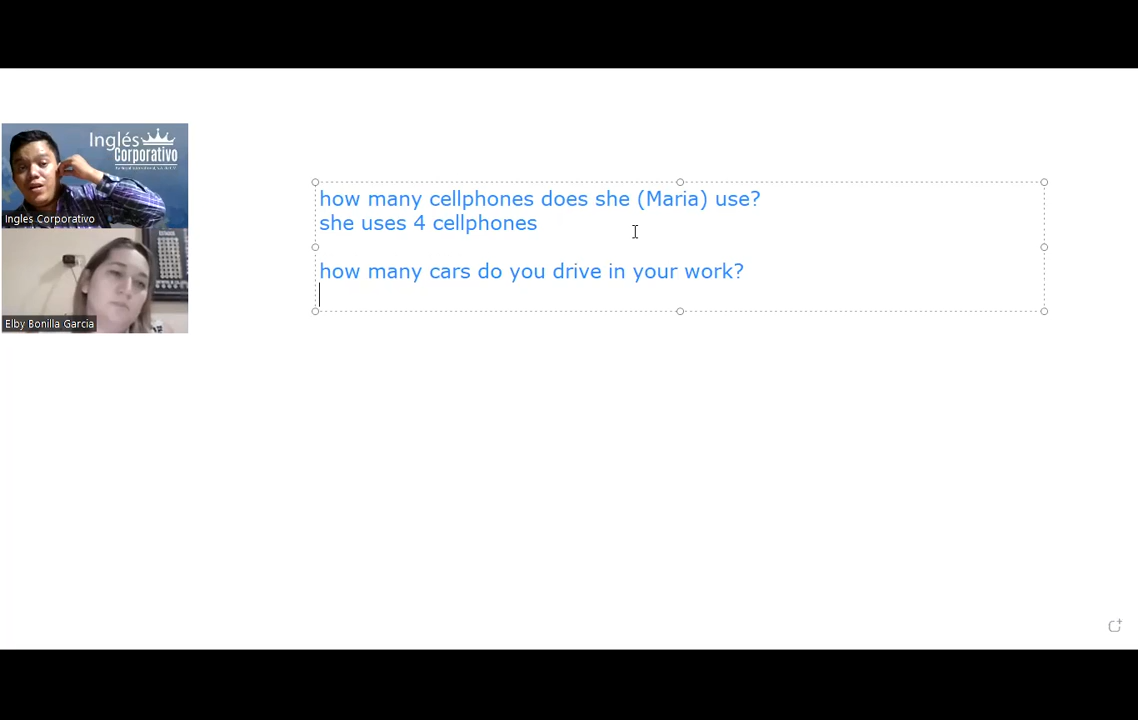 Inglés
Corporativo
Ingles Corporativo
Elby Bonilla Garcia
how many cellphones does she (Maria) use?
she uses 4 cellphones
how many cars do you drive in your work?